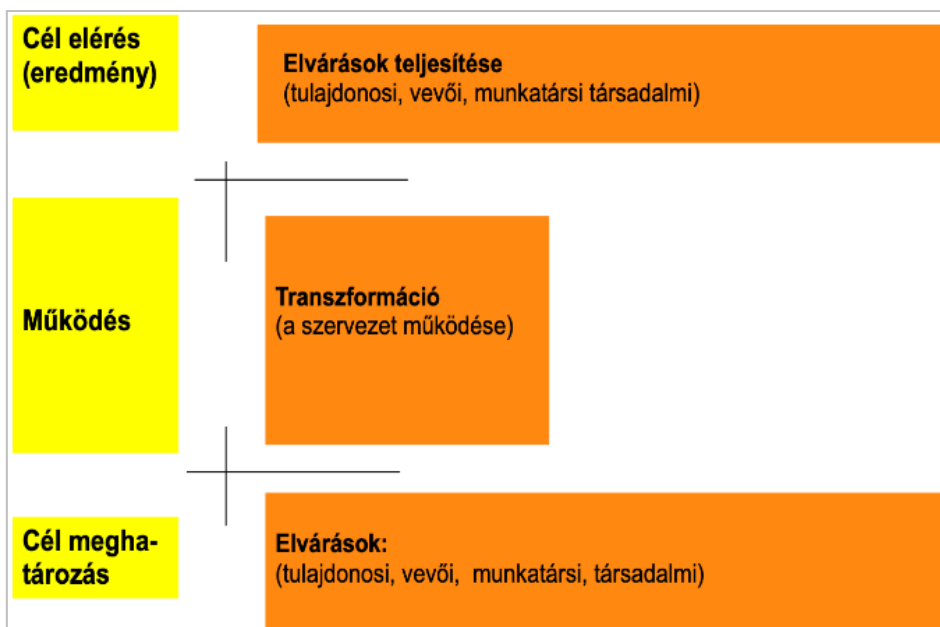 Cél elérés
(eredmény)
Elvárások teljesítése
(tulajdonosi, vevői, munkatársi társadalmi)
Működés
Transzformáció
(a szervezet működése)
Cél megha-
tározás
Elvárások:
(tulajdonosi, vevői, munkatársi, társadalmi)